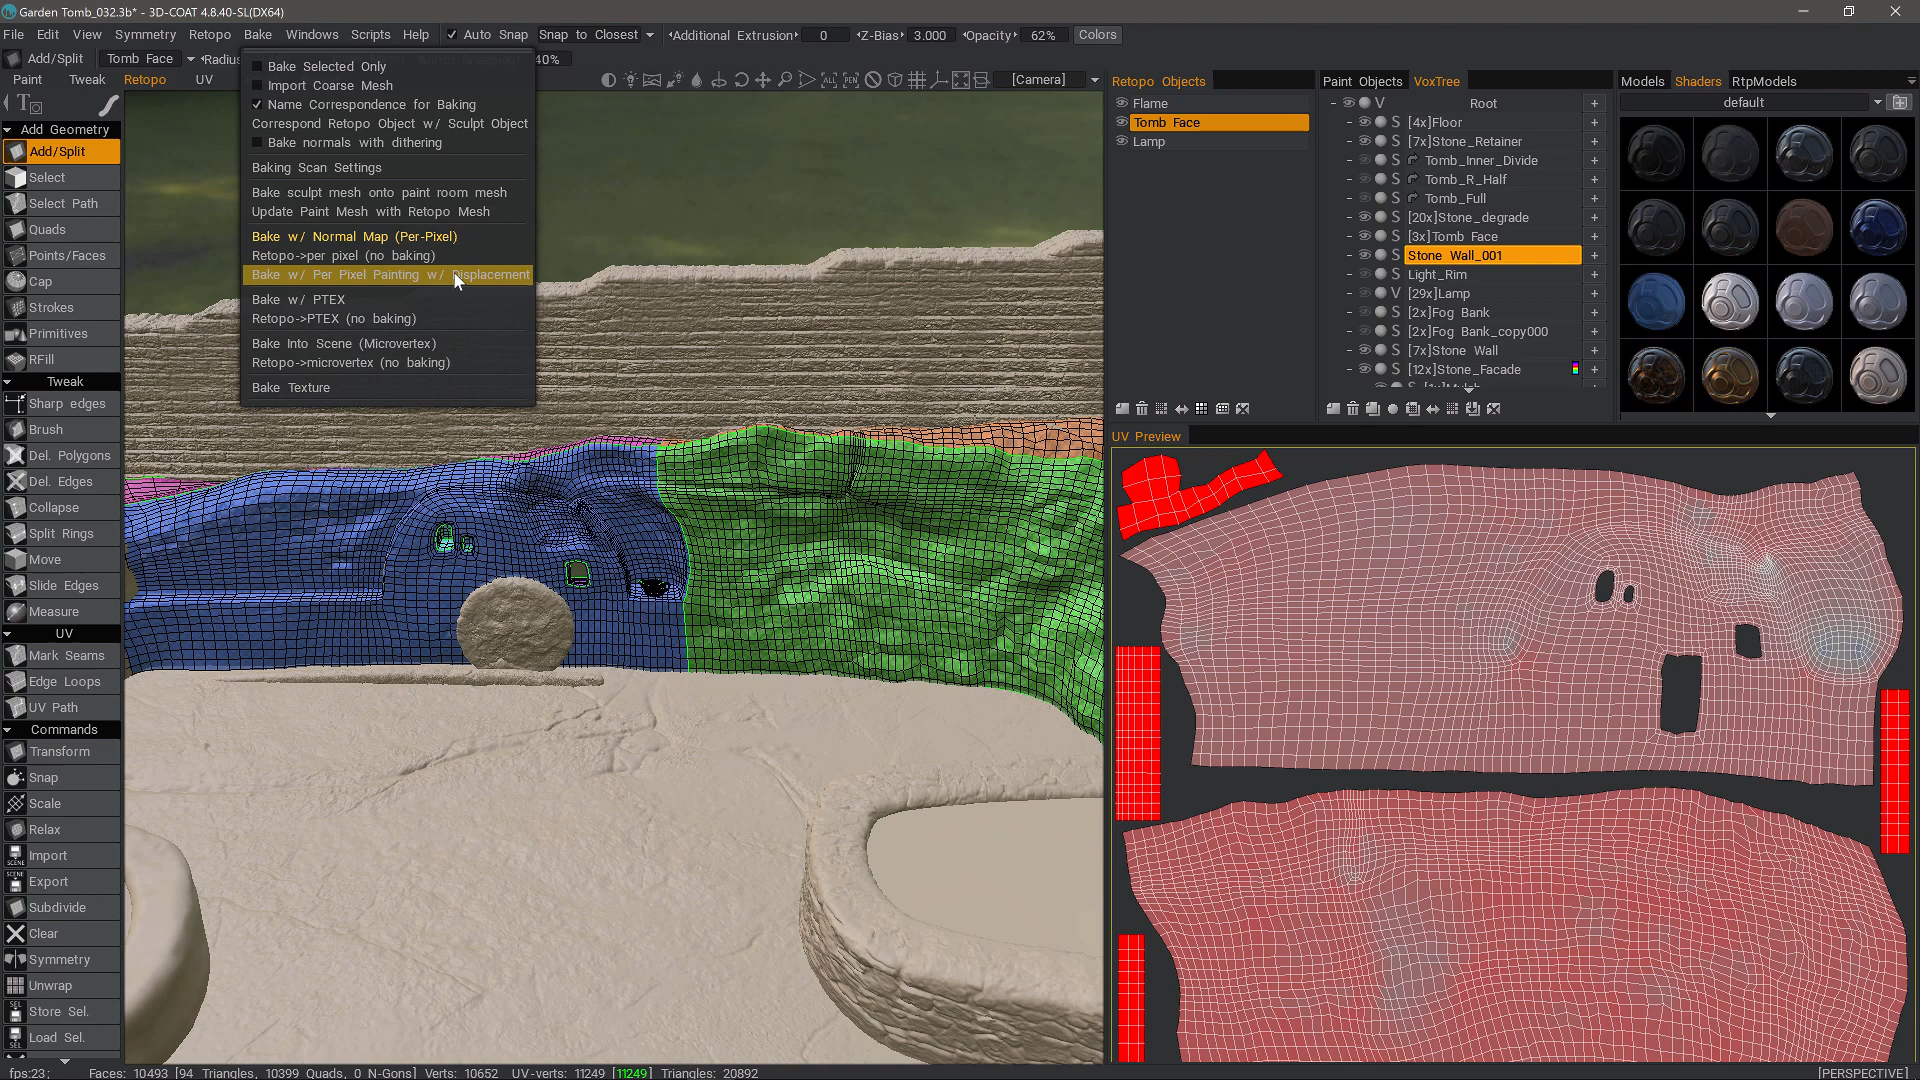 Garden Tomb_032.3b* - 3D-COAT 4.8.40-SL(DX64)
File Edit View Symmetry Retopo Bake Windows Scripts Help Auto Snap Snap to Closest Additional Extrusion 0 Z-Bias 3.000 Opacity 62% Colors
Add/Split Tomb Face Radius 40%
Paint Tweak Retopo UV
[Camera]
Add Geometry
Add/Split
Select
Select Path
Quads
Points/Faces
Cap
Strokes
Primitives
RFill
Tweak
Sharp edges
Brush
Del. Polygons
Del. Edges
Collapse
Split Rings
Move
Slide Edges
Measure
UV
Mark Seams
Edge Loops
UV Path
Commands
Transform
Snap
Scale
Relax
SCENE
Import
SCENE
Export
Subdivide
Clear
Symmetry
Unwrap
SEL
Store Sel.
SEL
Load Sel.
Bake Selected Only
Import Coarse Mesh
Name Correspondence for Baking
Correspond Retopo Object w/ Sculpt Object
Bake normals with dithering
Baking Scan Settings
Bake sculpt mesh onto paint room mesh
Update Paint Mesh with Retopo Mesh
Bake w/ Normal Map (Per-Pixel)
Retopo->per pixel (no baking)
Bake w/ Per Pixel Painting w/ Displacement
Bake w/ PTEX
Retopo->PTEX (no baking)
Bake Into Scene (Microvertex)
Retopo->microvertex (no baking)
Bake Texture
Retopo Objects
Flame
Tomb Face
Lamp
Paint Objects VoxTree
V Root +
S [4x]Floor +
S [7x]Stone_Retainer +
S Tomb_Inner_Divide +
S Tomb_R_Half +
S Tomb_Full +
S [20x]Stone_degrade +
S [3x]Tomb Face +
S Stone Wall_001 +
S Light_Rim +
V [29x]Lamp +
S [2x]Fog Bank +
S [2x]Fog Bank_copy000 +
S [7x]Stone Wall +
S [12x]Stone_Facade +
Models Shaders RtpModels
default
UV Preview
fps:23; Faces: 10493 [94 Triangles, 10399 Quads, 0 N-Gons] Verts: 10652 UV-verts: 11249 [11249] Triangles: 20892
[PERSPECTIVE]